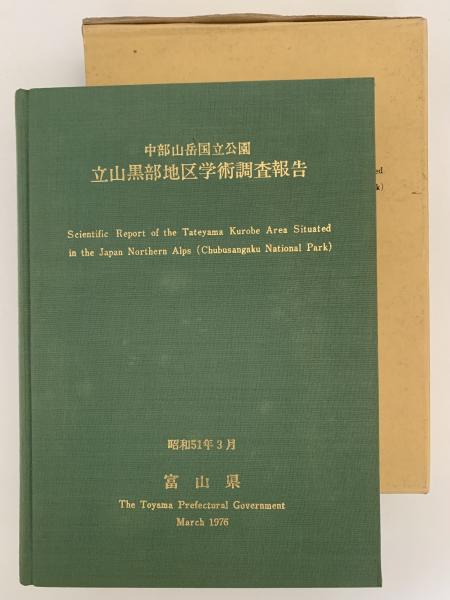 中部山岳国立公園
立山黒部地区学術調査報告
Scientific Report of the Tateyama Kurobe Area Situated
in the Japan Northern Alps (Chubusangaku National Park)
昭和51年3月
富山県
The Toyama Prefectural Government
March 1976
ed
k)